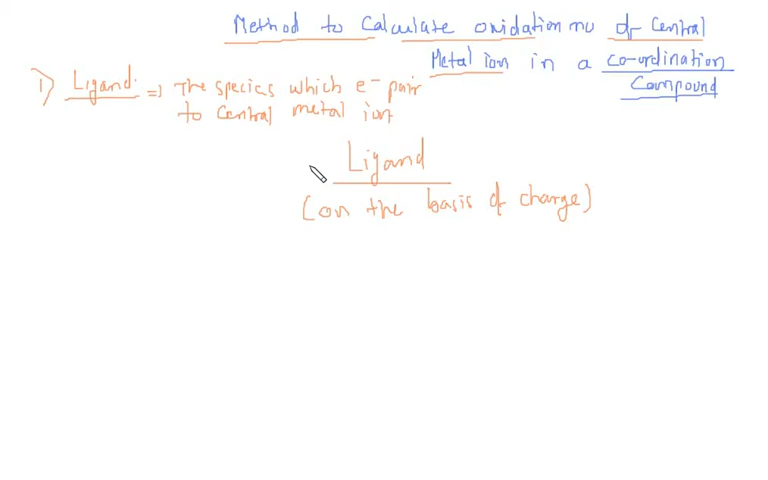 Method to Calculate oxidation no of Central
Metal ion in a co-ordination
Compound
1) Ligand. => The species which e- pair
to central metal ion
Ligand
(on the basis of charge)